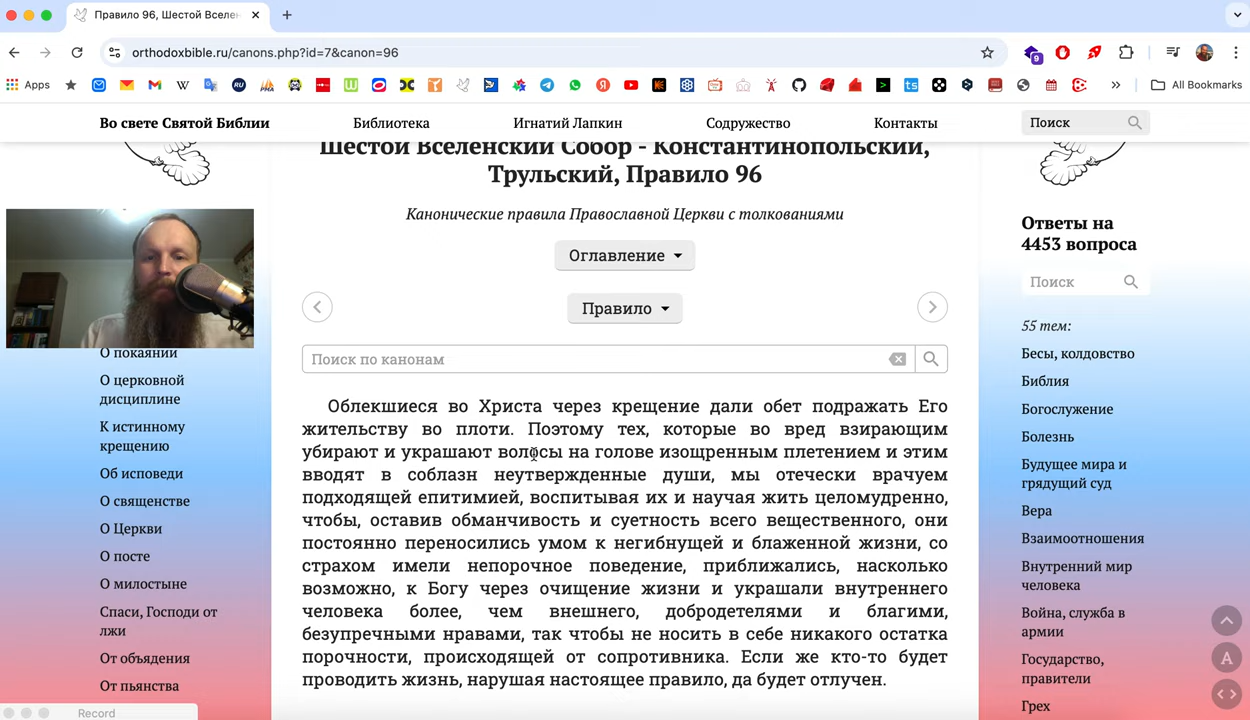 Правило 96, Шестой Вселен
orthodoxbible.ru/canons.php?id=7&canon=96
9
Apps
All Bookmarks
Во свете Святой Библии
Библиотека
Игнатий Лапкин
Содружество
Контакты
Поиск
Шестой Вселенский Собор - Константинопольский,
Трульский, Правило 96
Канонические правила Православной Церкви с толкованиями
Оглавление
Правило
Поиск по канонам
Облекшиеся во Христа через крещение дали обет подражать Его
жительству во плоти. Поэтому тех, которые во вред взирающим
убирают и украшают волосы на голове изощренным плетением и этим
вводят в соблазн неутвержденные души, мы отечески врачуем
подходящей епитимией, воспитывая их и научая жить целомудренно,
чтобы, оставив обманчивость и суетность всего вещественного, они
постоянно переносились умом к негибнущей и блаженной жизни, со
страхом имели непорочное поведение, приближались, насколько
возможно, к Богу через очищение жизни и украшали внутреннего
человека более, чем внешнего, добродетелями и благими,
безупречными нравами, так чтобы не носить в себе никакого остатка
порочности, происходящей от сопротивника. Если же кто-то будет
проводить жизнь, нарушая настоящее правило, да будет отлучен.
О покаянии
О церковной
дисциплине
К истинному
крещению
Об исповеди
О священстве
О Церкви
О посте
О милостыне
Спаси, Господи от
лжи
От объядения
От пьянства
Record
Ответы на
4453 вопроса
Поиск
55 тем:
Бесы, колдовство
Библия
Богослужение
Болезнь
Будущее мира и
грядущий суд
Вера
Взаимоотношения
Внутренний мир
человека
Война, служба в
армии
Государство,
правители
Грех
A